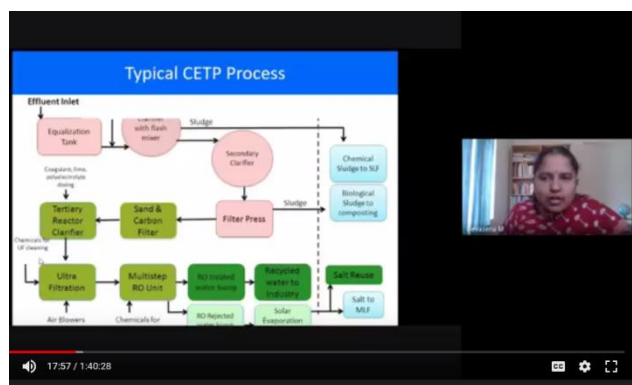 Typical CETP Process
Effluent Inlet
Equalization
Tank
with flash
mixer
Sludge
Secondary
Clarifier
Chemical
Sludge to SLF
Coagulant, lime,
polyelectrolyte
dosing
Biological
Sludge to
composting
Tertiary
Reactor
Clarifier
Sand &
Carbon
Filter
Filter Press
Sludge
Chemicals for
UF cleaning
Ultra
Filtration
Multistep
RO Unit
RO treated
water sump
Recycled
water to
Industry
Salt Reuse
Salt to
MLF
Air Blowers
Chemicals for
RO Rejected
Solar
Evaporation
17:57 / 1:40:28
CC